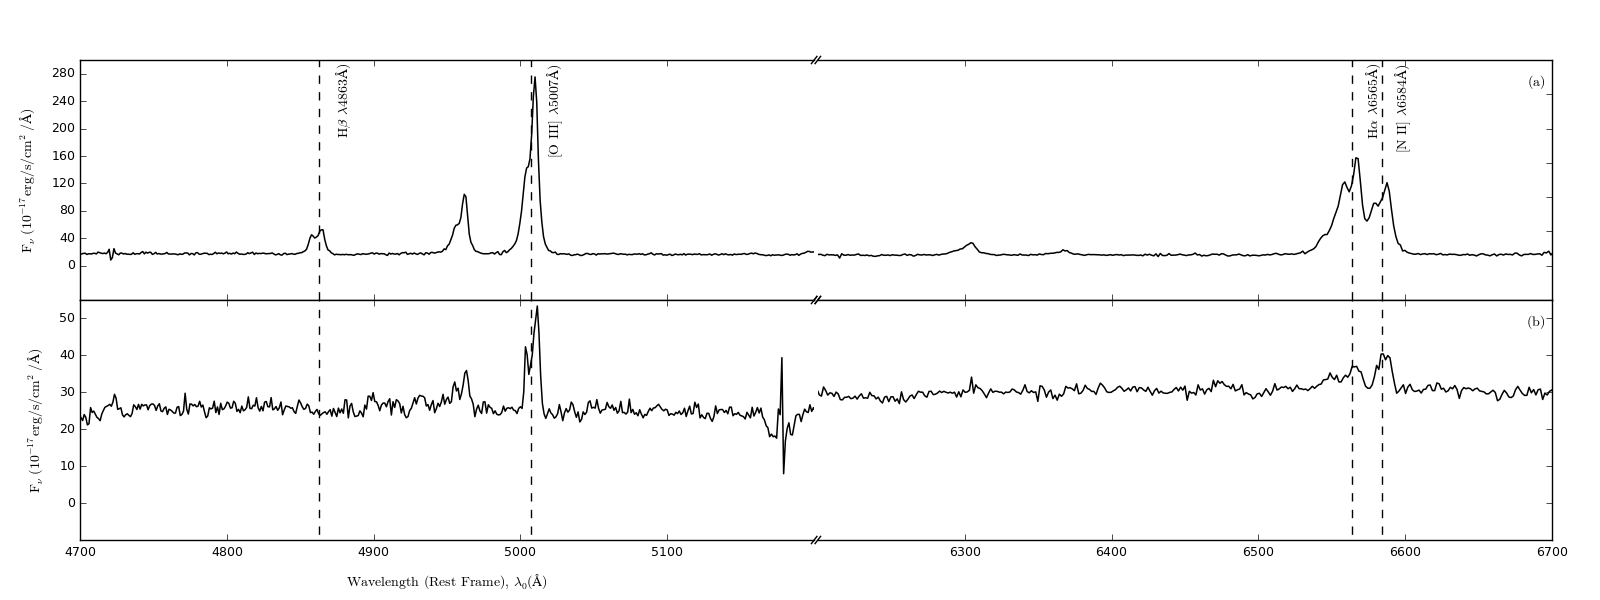 280
240
200
160
120
80
40
0
F_ν (10^−17 erg/s/cm^2 /Å)
Hβ λ4863Å)
[O III] λ5007Å)
Hα λ6565Å)
[N II] λ6584Å)
(a)
50
40
30
20
10
0
F_ν (10^−17 erg/s/cm^2 /Å)
(b)
4700 4800 4900 5000 5100 6300 6400 6500 6600 6700
Wavelength (Rest Frame), λ_0(Å)